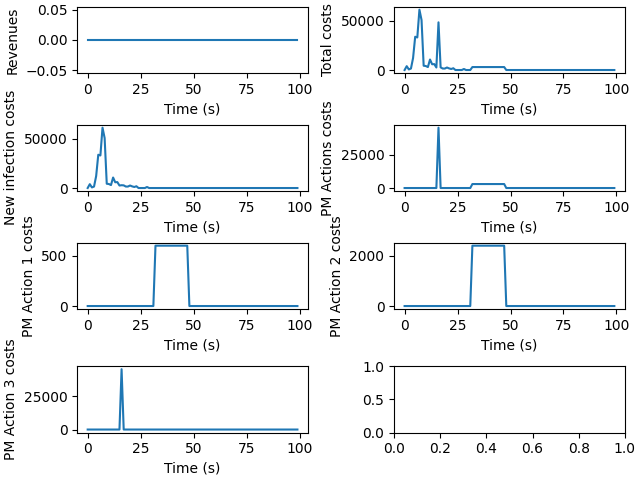 Revenues
0.05
0.00
−0.05
0 25 50 75 100
Time (s)
Total costs
50000
0
0 25 50 75 100
Time (s)
New infection costs
50000
0
0 25 50 75 100
Time (s)
PM Actions costs
25000
0
0 25 50 75 100
Time (s)
PM Action 1 costs
500
0
0 25 50 75 100
Time (s)
PM Action 2 costs
2000
0
0 25 50 75 100
Time (s)
PM Action 3 costs
25000
0
0 25 50 75 100
Time (s)
1.0
0.5
0.0
0.0 0.2 0.4 0.6 0.8 1.0